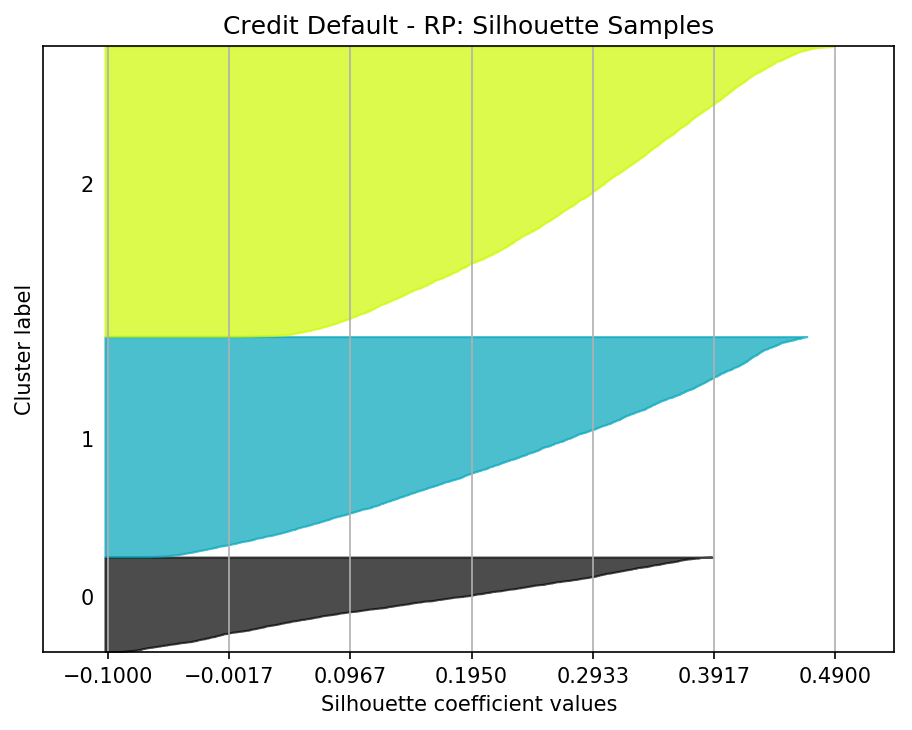 Credit Default - RP: Silhouette Samples
Cluster label
2
1
0
−0.1000 −0.0017 0.0967 0.1950 0.2933 0.3917 0.4900
Silhouette coefficient values